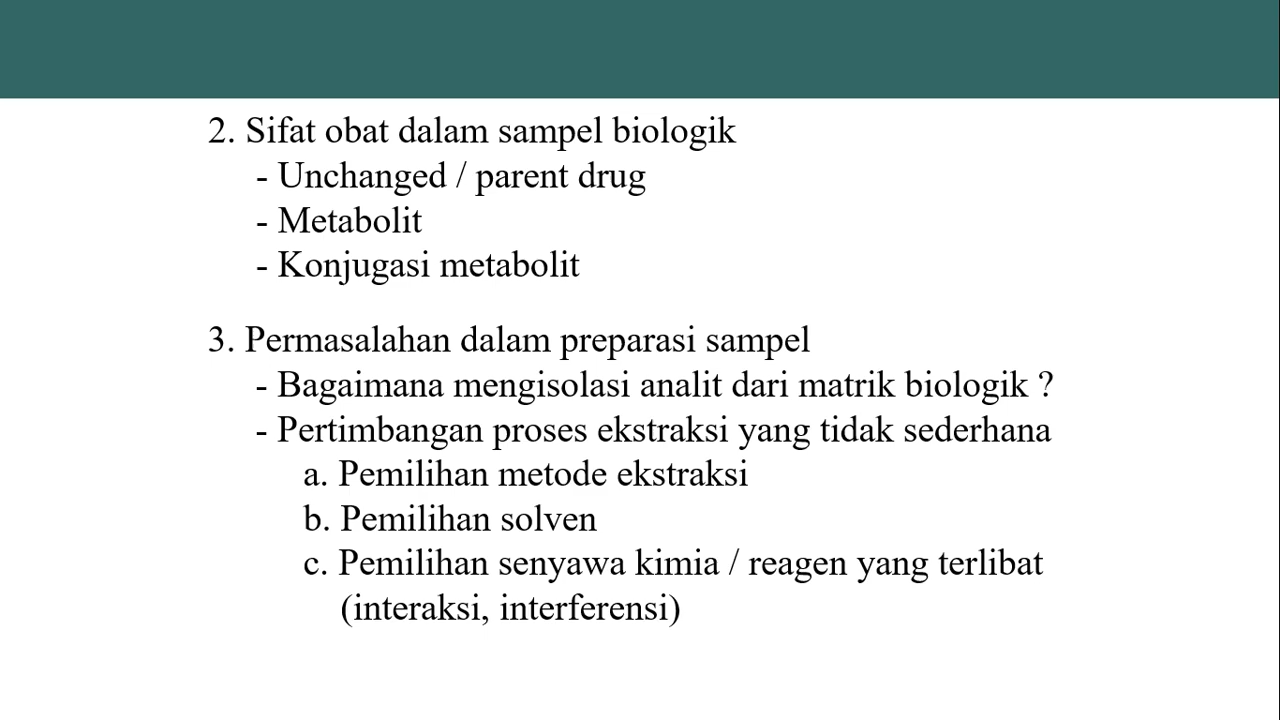 2. Sifat obat dalam sampel biologik
- Unchanged / parent drug
- Metabolit
- Konjugasi metabolit
3. Permasalahan dalam preparasi sampel
- Bagaimana mengisolasi analit dari matrik biologik ?
- Pertimbangan proses ekstraksi yang tidak sederhana
a. Pemilihan metode ekstraksi
b. Pemilihan solven
c. Pemilihan senyawa kimia / reagen yang terlibat
(interaksi, interferensi)